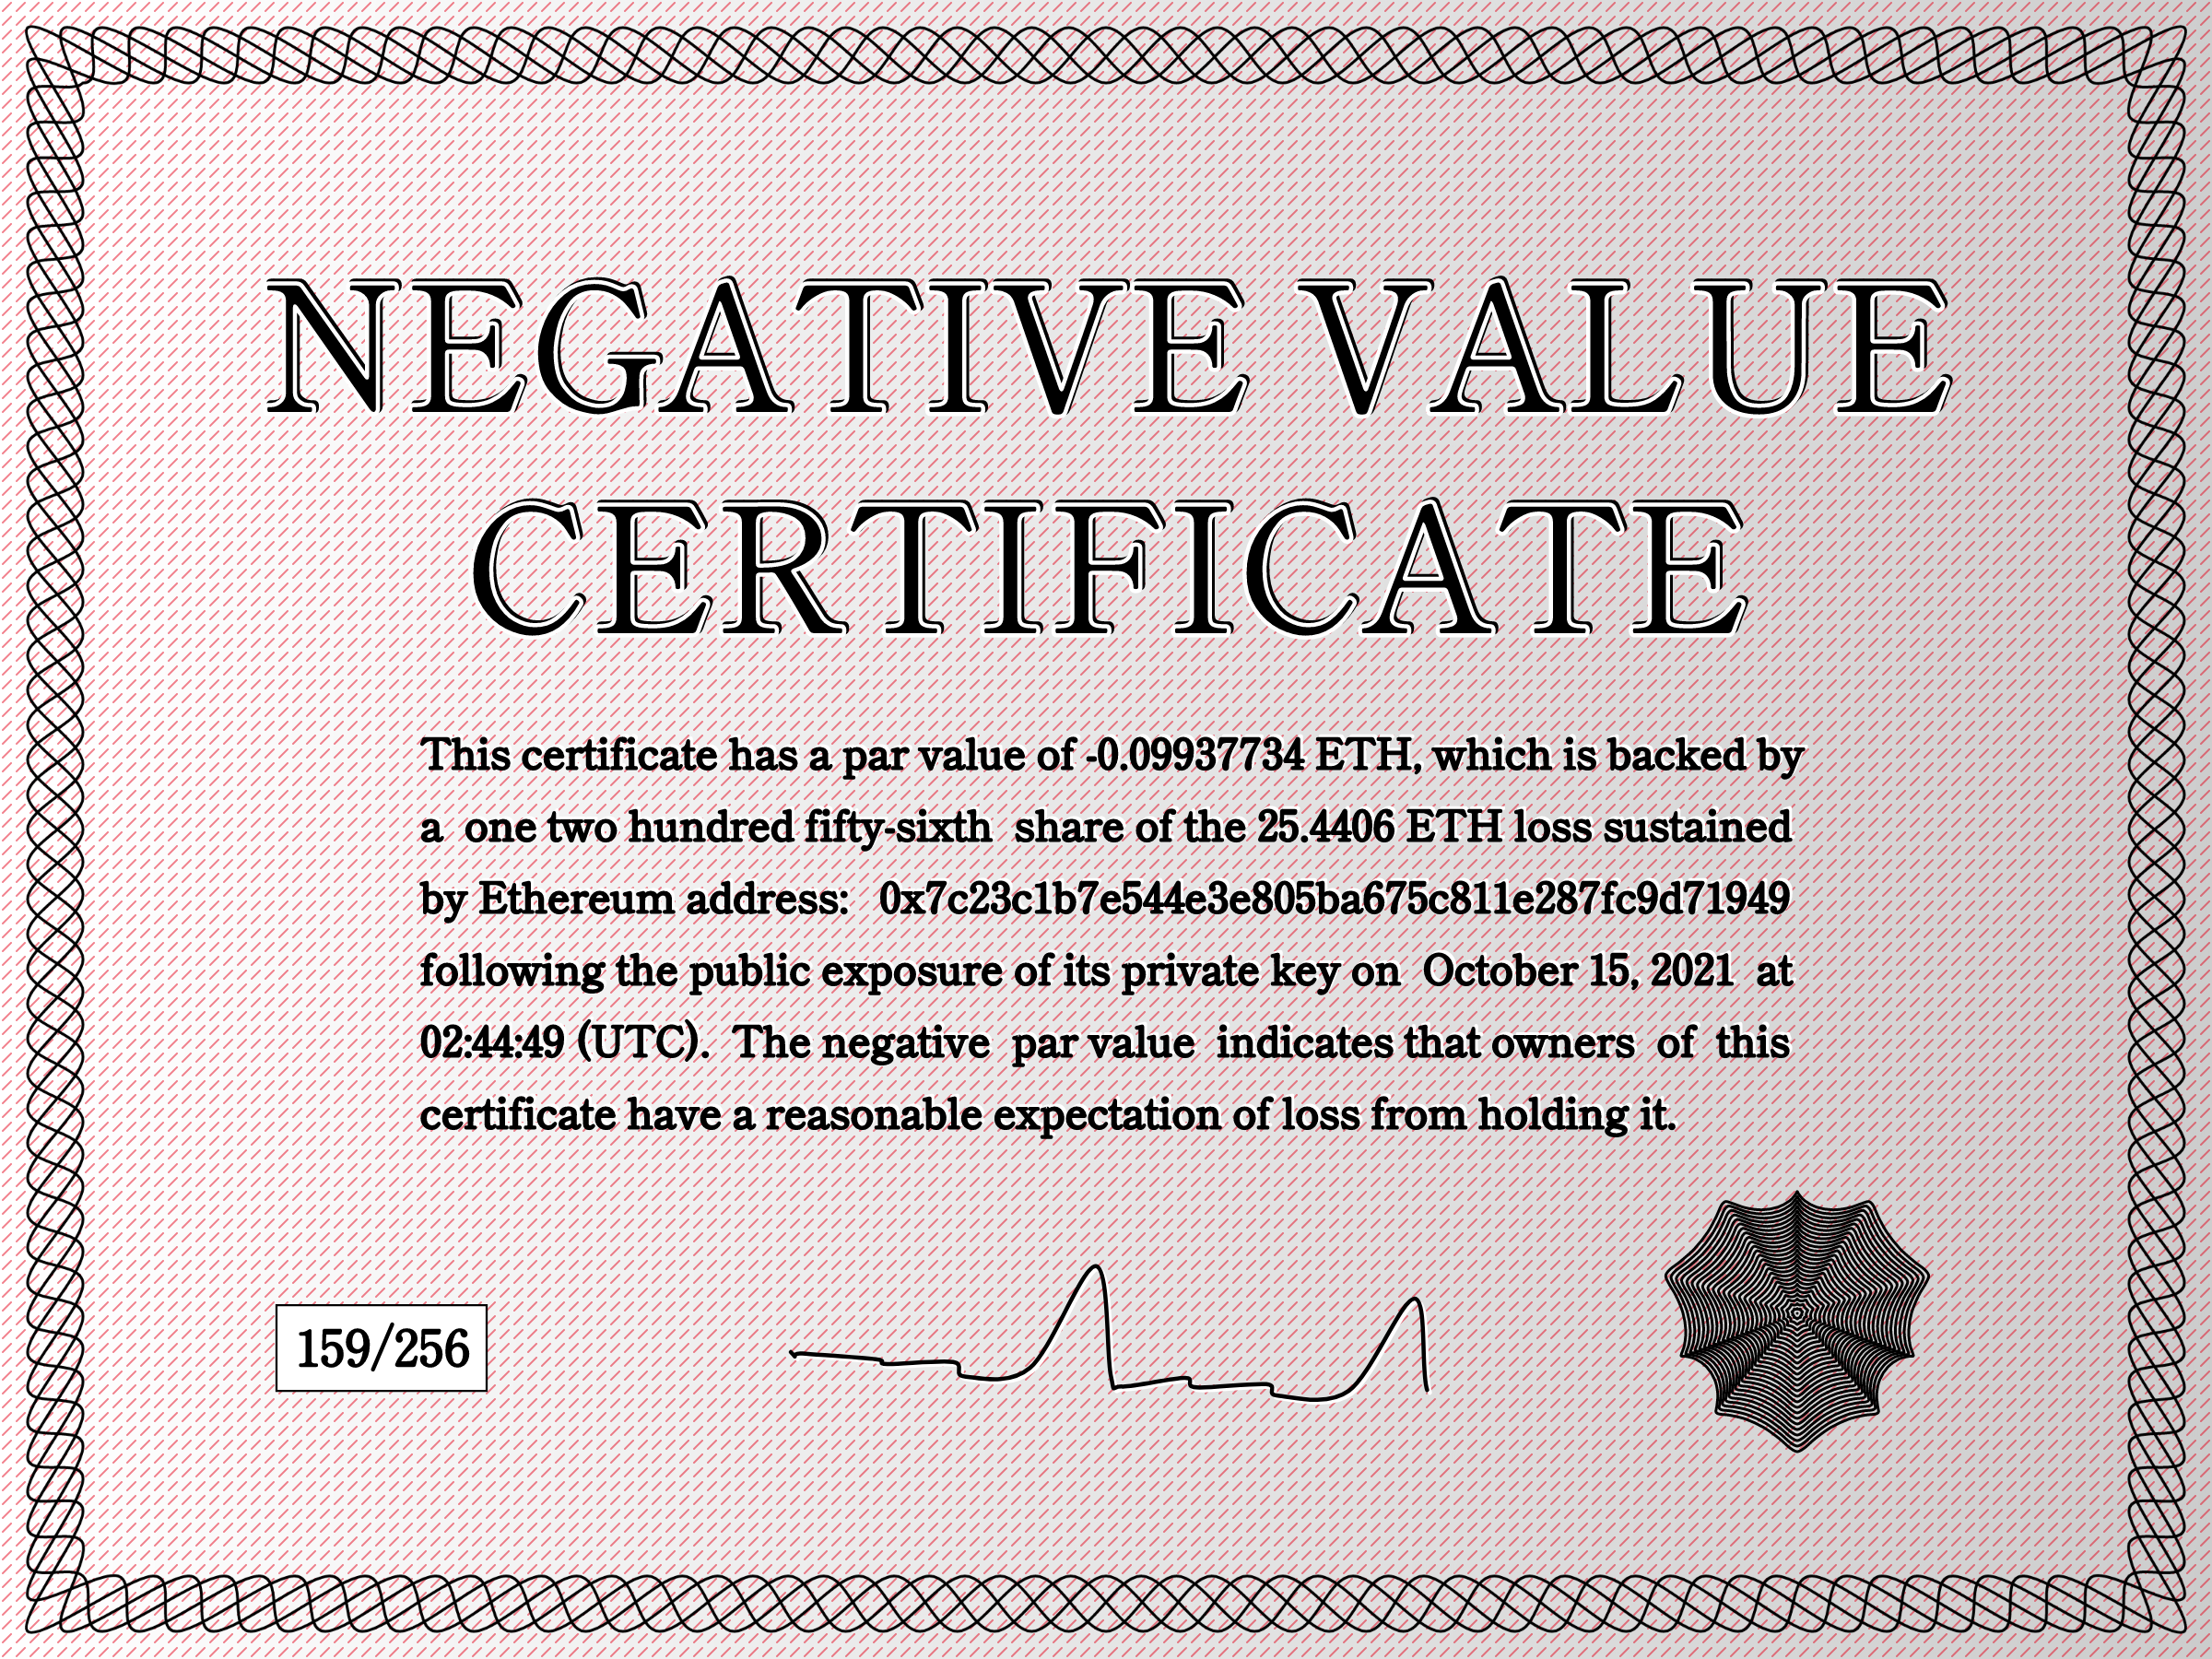 NEGATIVE VALUE
CERTIFICATE
This certificate has a par value of -0.09937734 ETH, which is backed by
a one two hundred fifty-sixth share of the 25.4406 ETH loss sustained
by Ethereum address: 0x7c23c1b7e544e3e805ba675c811e287fc9d71949
following the public exposure of its private key on October 15, 2021 at
02:44:49 (UTC). The negative par value indicates that owners of this
certificate have a reasonable expectation of loss from holding it.
159/256